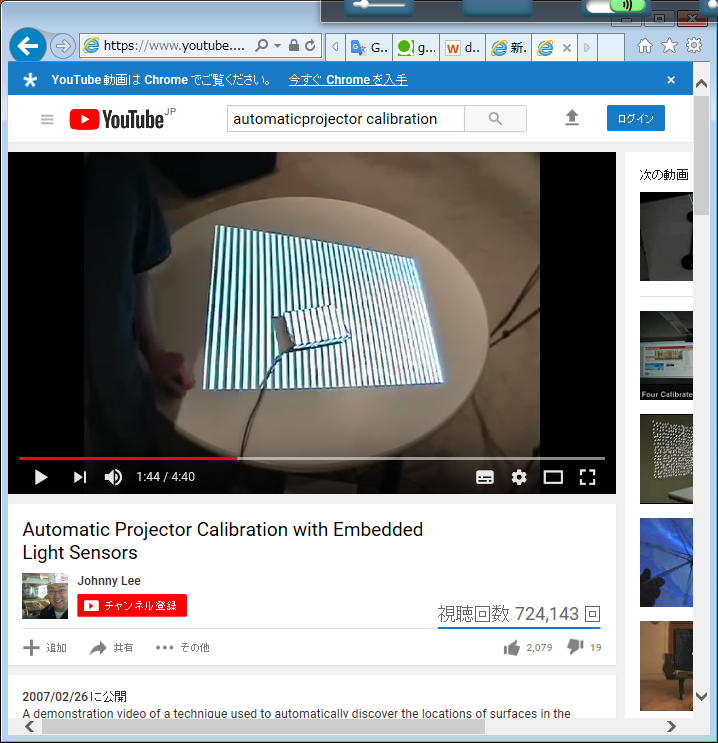 https://www.youtube....
G..
g...
d..
新.
YouTube 動画は Chrome でご覧ください。 今すぐ Chrome を入手
YouTube JP
automaticprojector calibration
ログイン
次の動画
Four Calibrate
1:44 / 4:40
Automatic Projector Calibration with Embedded
Light Sensors
Johnny Lee
チャンネル登録
視聴回数 724,143 回
追加
共有
その他
2,079
19
2007/02/26 に公開
A demonstration video of a technique used to automatically discover the locations of surfaces in the